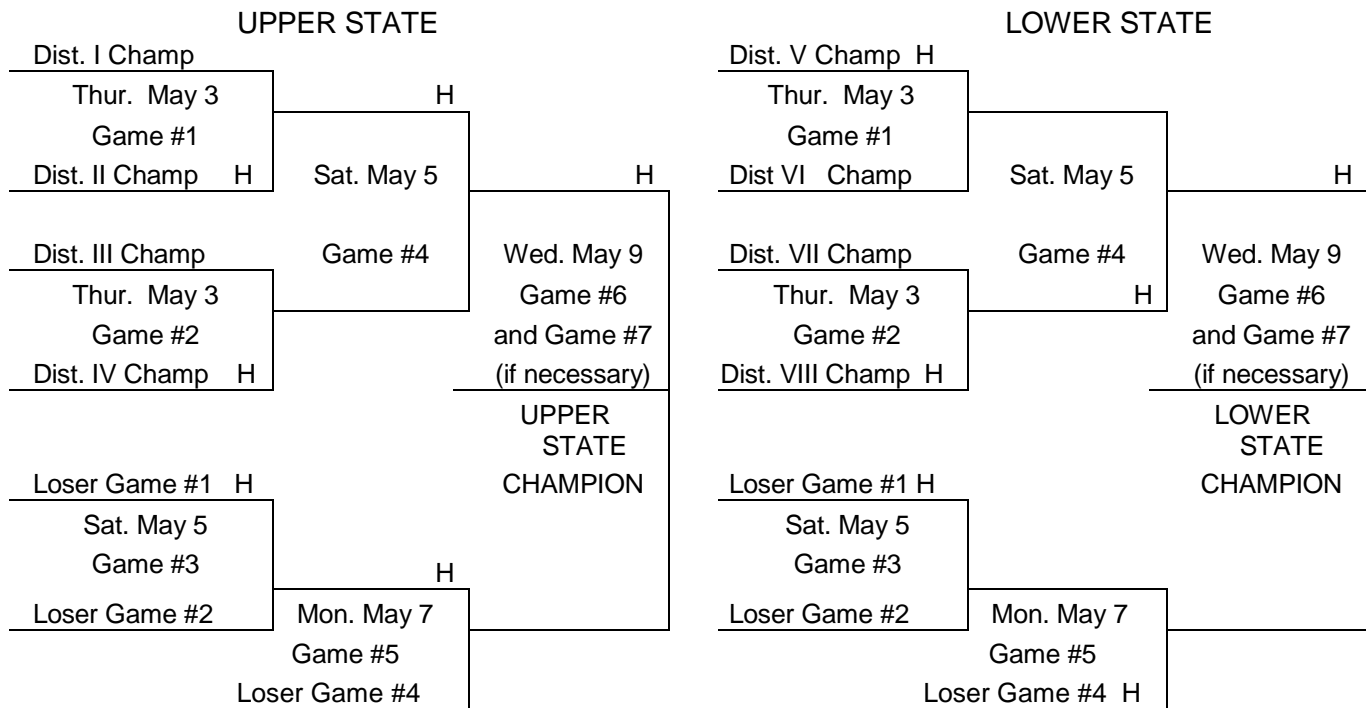 UPPER STATE
Dist. I Champ
Thur. May 3
H
Game #1
Dist. II Champ H
Sat. May 5
H
Dist. III Champ
Game #4
Wed. May 9
Thur. May 3
Game #6
Game #2
and Game #7
Dist. IV Champ H
(if necessary)
UPPER
STATE
Loser Game #1 H
CHAMPION
Sat. May 5
Game #3
H
Loser Game #2
Mon. May 7
Game #5
Loser Game #4
LOWER STATE
Dist. V Champ H
Thur. May 3
Game #1
Dist VI Champ
Sat. May 5
H
Dist. VII Champ
Game #4
Wed. May 9
Thur. May 3
H
Game #6
Game #2
and Game #7
Dist. VIII Champ H
(if necessary)
LOWER
STATE
Loser Game #1 H
CHAMPION
Sat. May 5
Game #3
Loser Game #2
Mon. May 7
Game #5
Loser Game #4 H